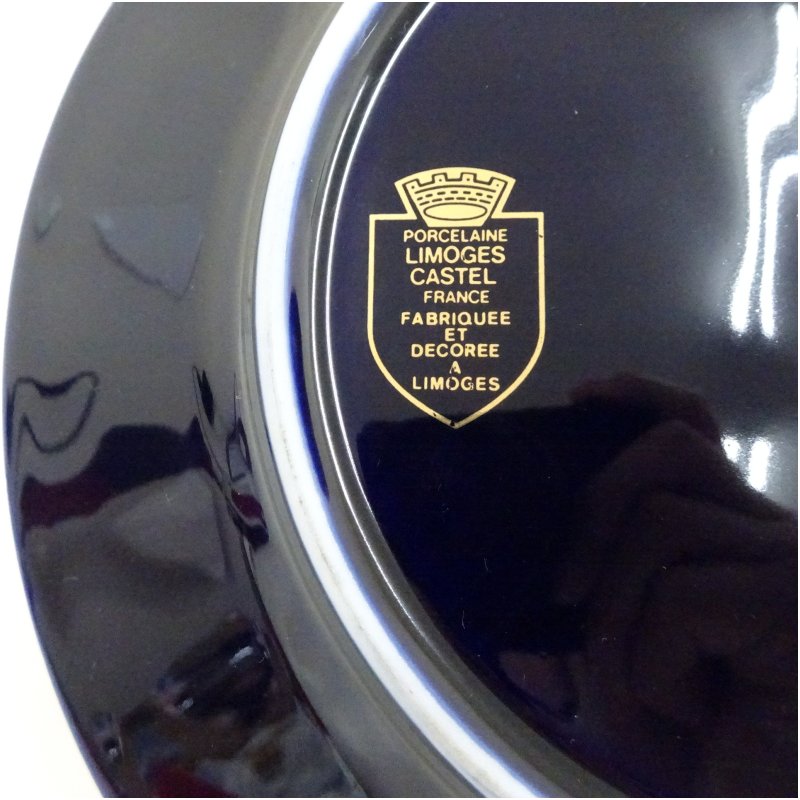 PORCELAINE
LIMOGES
CASTEL
FRANCE
FABRIQUEE
ET
DECOREE
A
LIMOGES